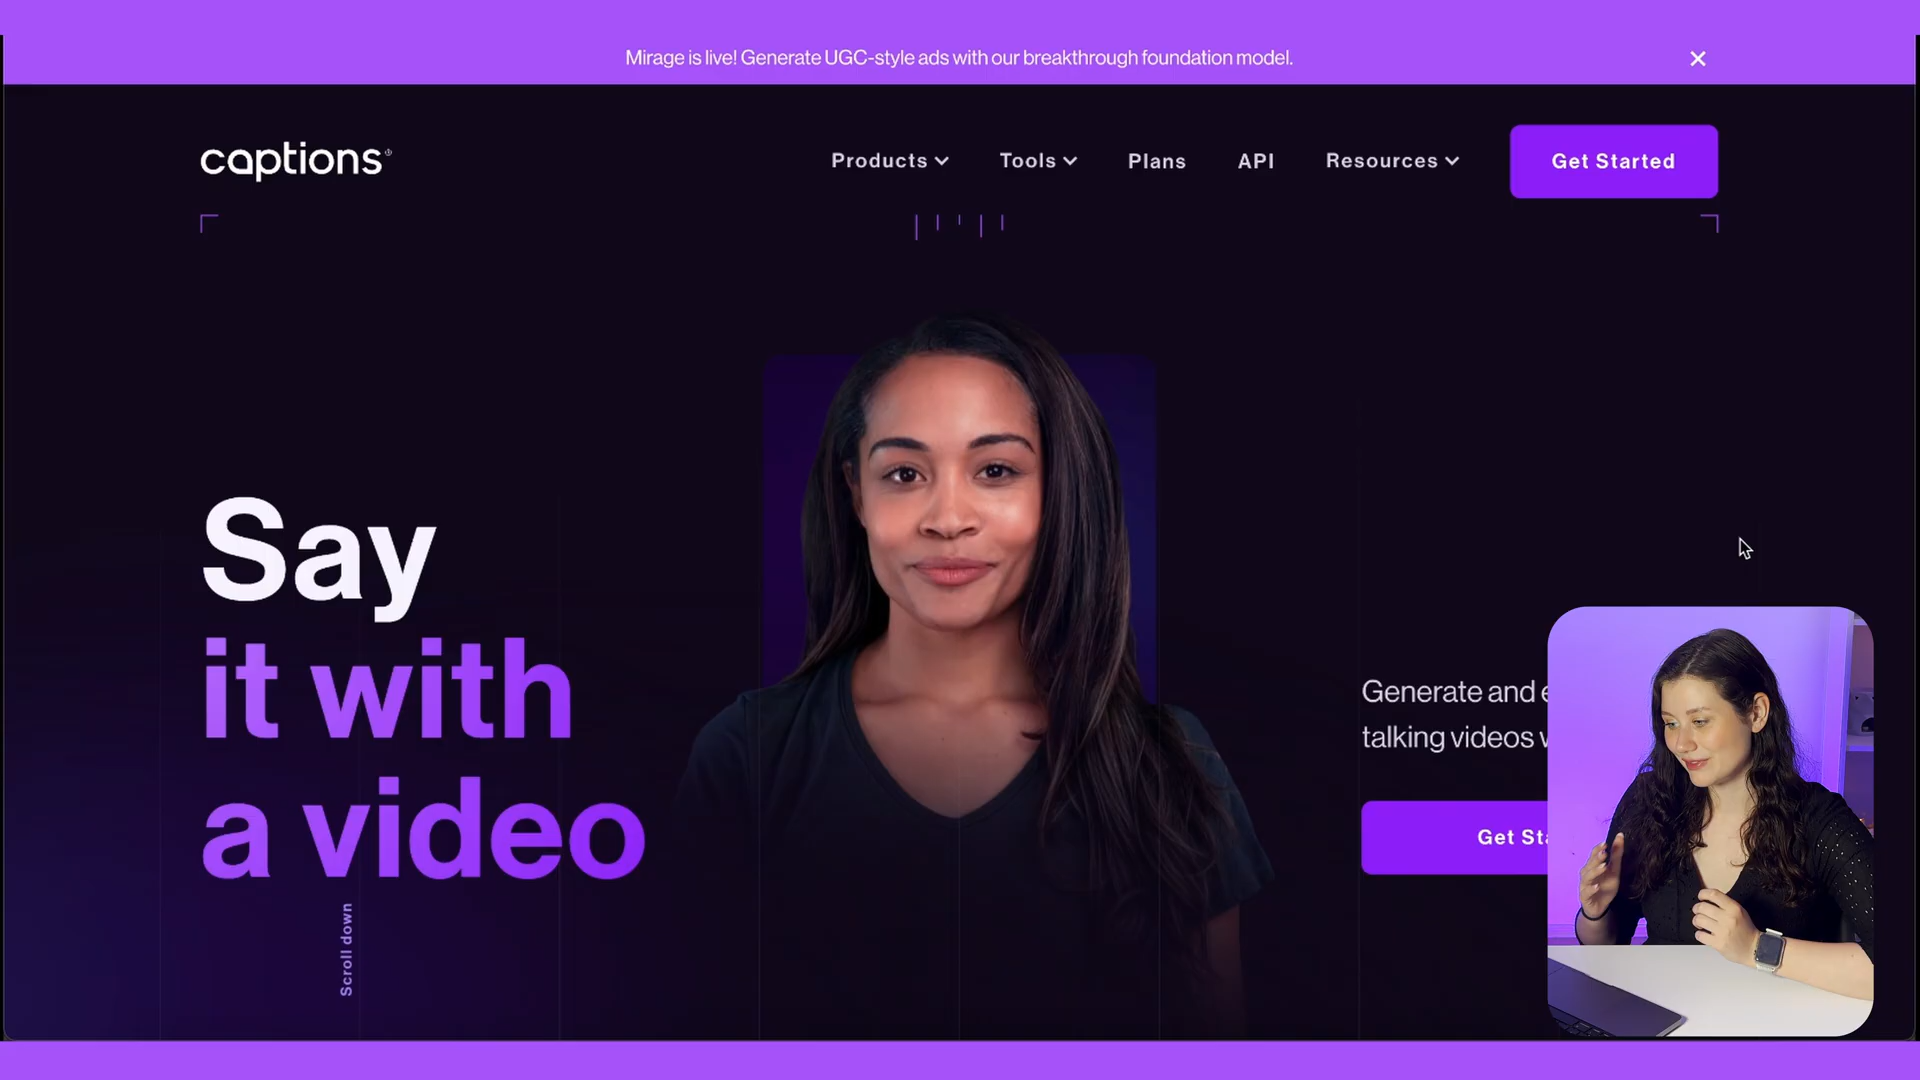 Mirage is live! Generate UGC-style ads with our breakthrough foundation model.
captions
Products
Tools
Plans
API
Resources
Get Started
Say
it with
a video
Generate and
talking videos
Get
Scroll down